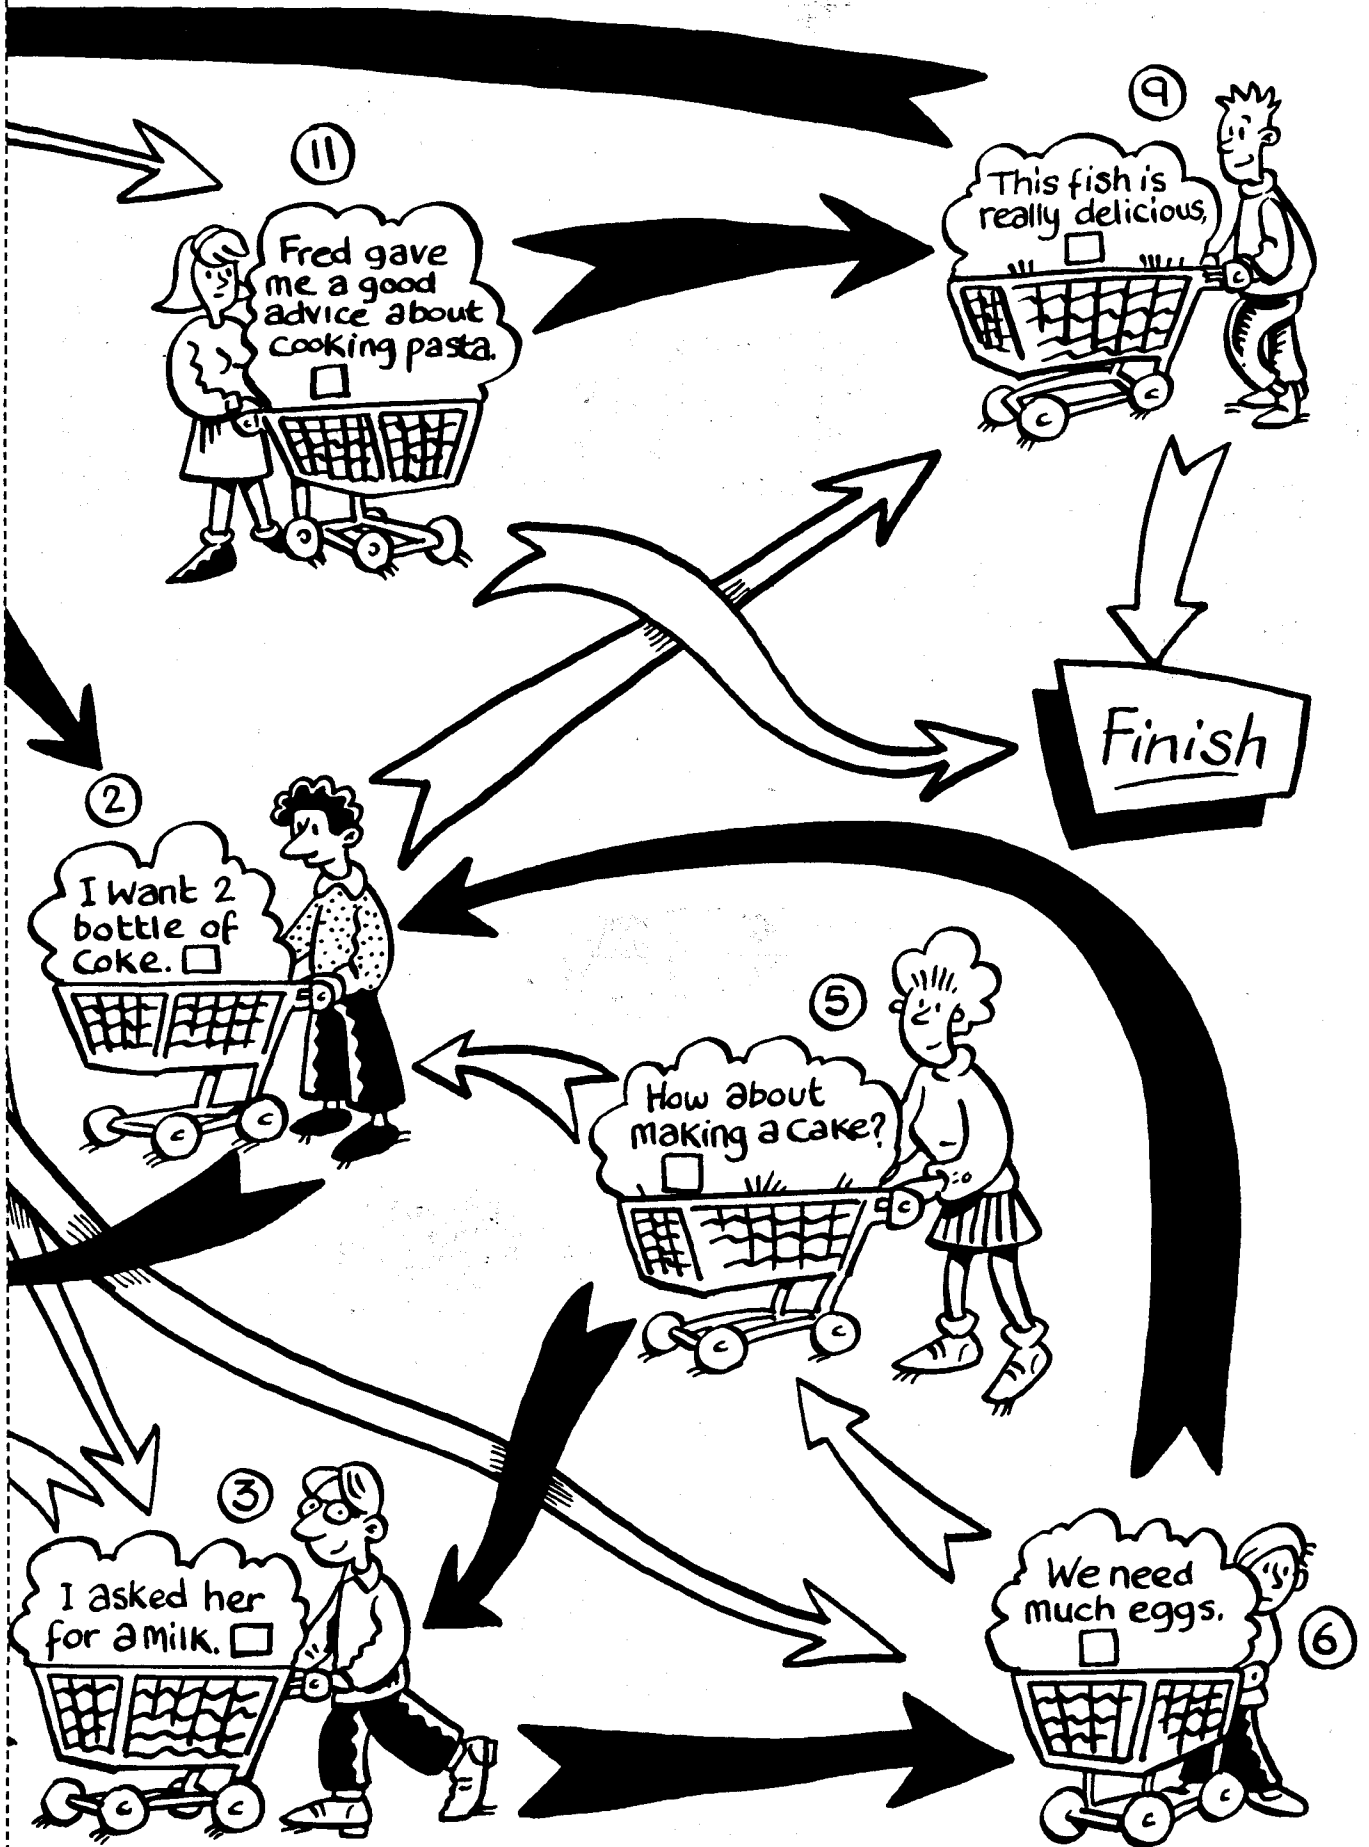 11
Fred gave
me a good
advice about
cooking pasta.
9
This fish is
really delicious.
Finish
2
I want 2
bottle of
coke.
5
How about
making a cake?
3
I asked her
for a milk.
We need
much eggs.
6